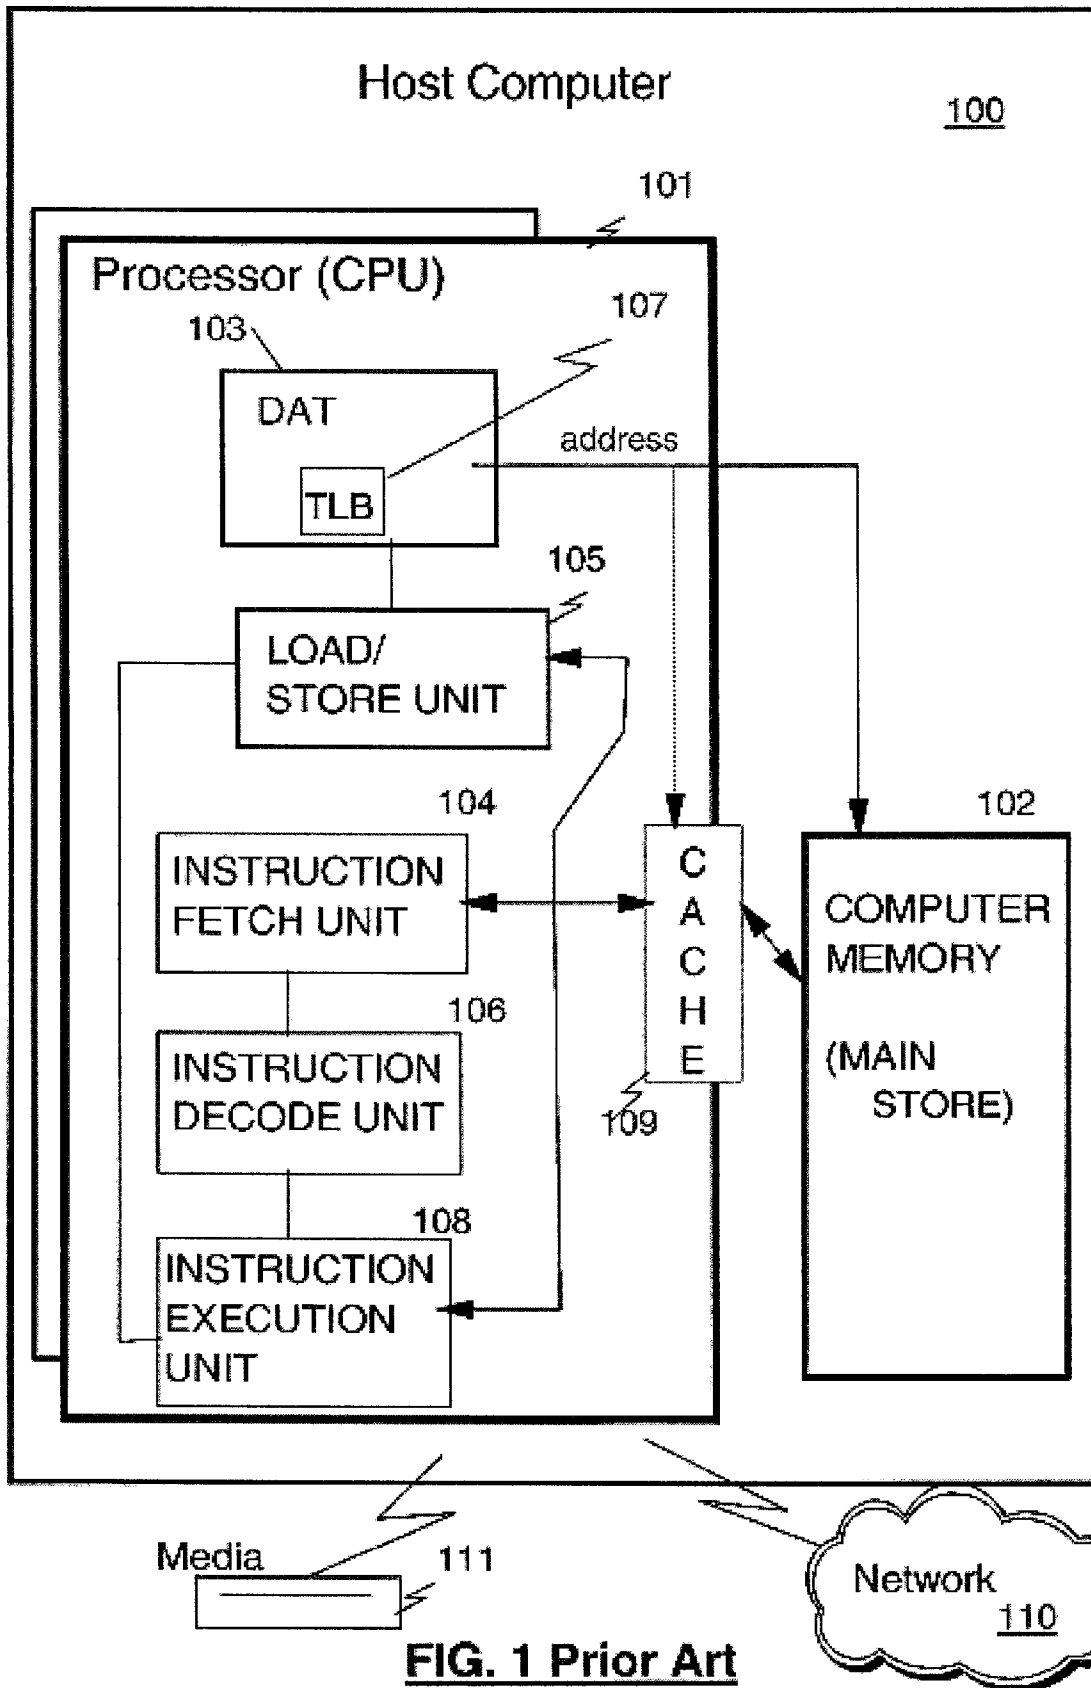 Host Computer
100
101
Processor (CPU)
107
103
DAT
address
TLB
105
LOAD/
STORE UNIT
104
102
INSTRUCTION
FETCH UNIT
C
A
C
H
E
COMPUTER
MEMORY
(MAIN
STORE)
106
INSTRUCTION
DECODE UNIT
109
108
INSTRUCTION
EXECUTION
UNIT
Media
111
Network
110
FIG. 1 Prior Art